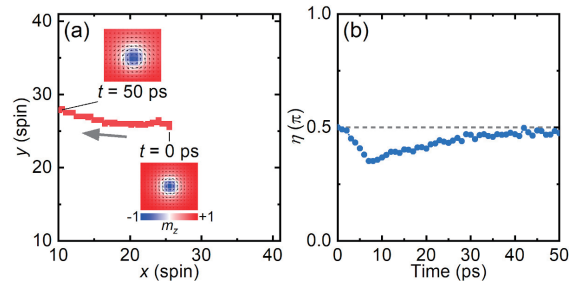 (a)
40
30
20
10
y (spin)
t = 50 ps
t = 0 ps
-1 +1
m_z
10 20 30 40
x (spin)
(b)
1.0
0.5
0.0
η (π)
0 10 20 30 40 50
Time (ps)